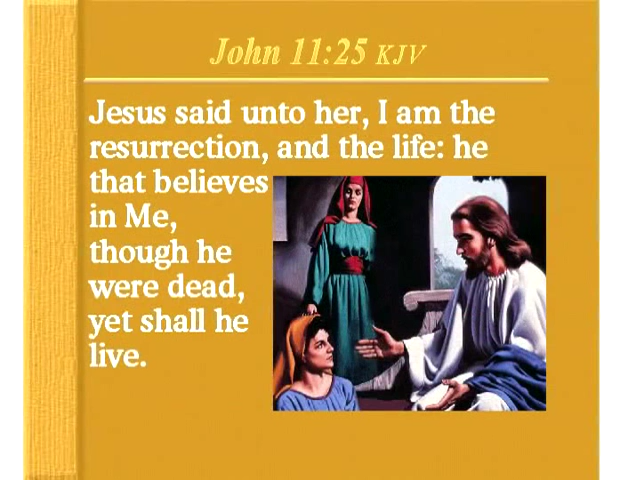 John 11:25 KJV
Jesus said unto her, I am the
resurrection, and the life: he
that believes
in Me,
though he
were dead,
yet shall he
live.